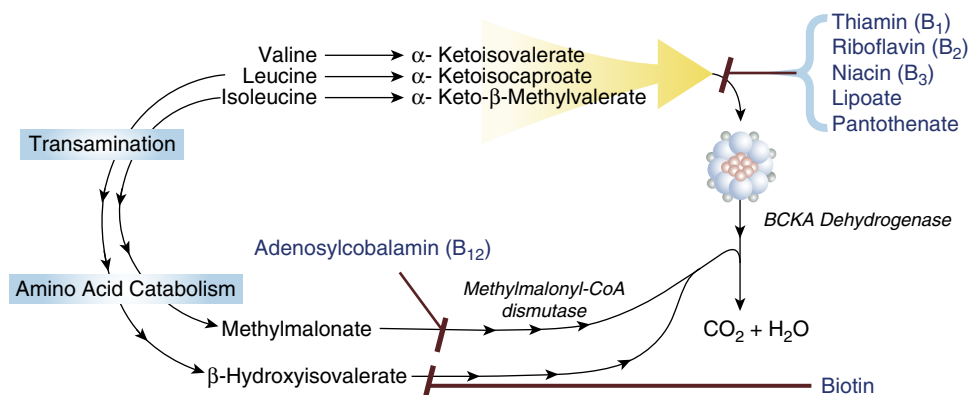 Thiamin (B₁)
Valine α- Ketoisovalerate Riboflavin (B₂)
Leucine α- Ketoisocaproate Niacin (B₃)
Isoleucine α- Keto-β-Methylvalerate Lipoate
Pantothenate
Transamination
BCKA Dehydrogenase
Adenosylcobalamin (B₁₂)
Amino Acid Catabolism
Methylmalonyl-CoA
dismutase
Methylmalonate
CO₂ + H₂O
β-Hydroxyisovalerate
Biotin